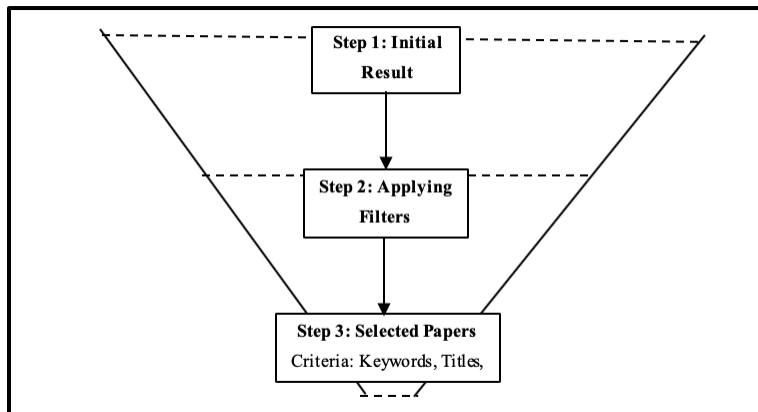 Step 1: Initial
Result
Step 2: Applying
Filters
Step 3: Selected Papers
Criteria: Keywords, Titles,